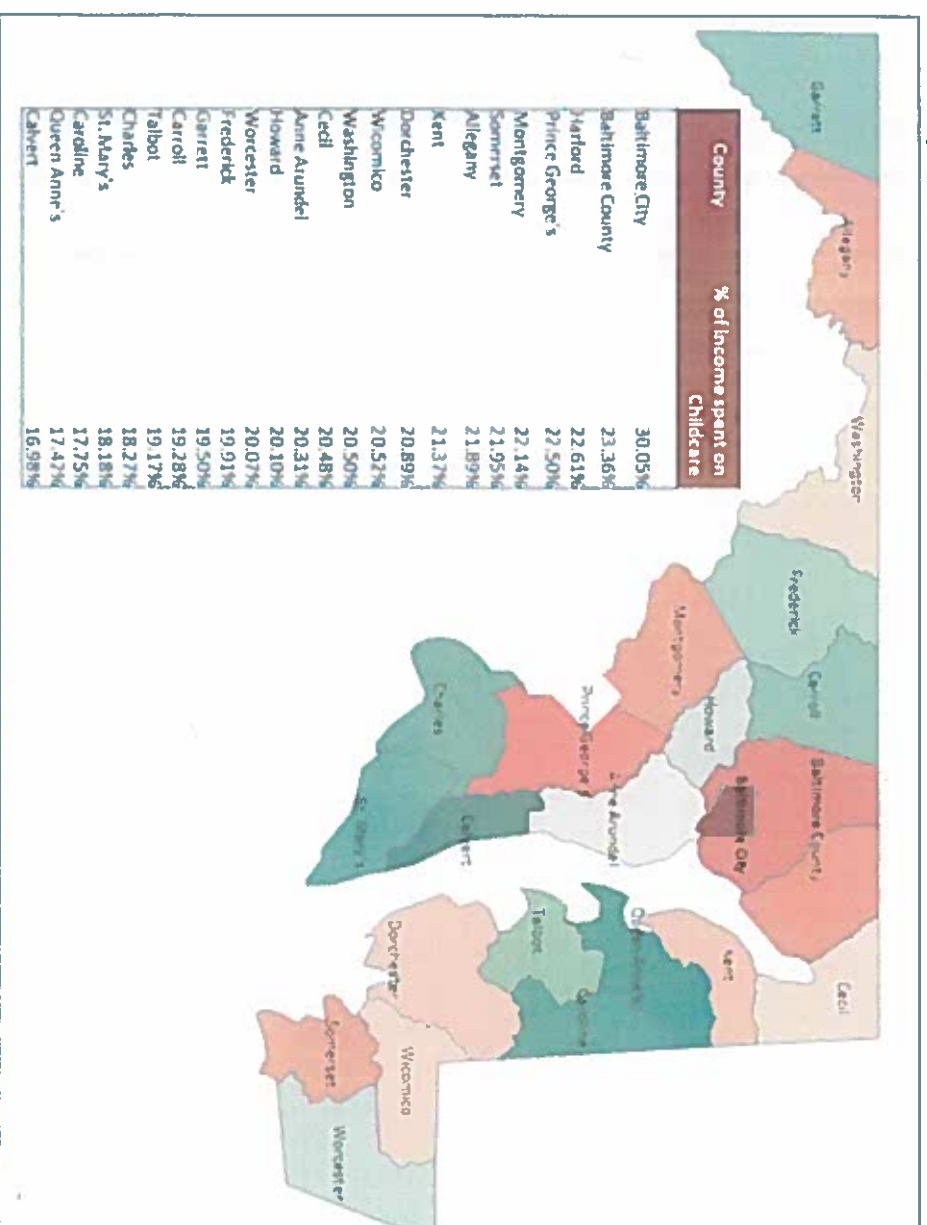 County % of income spent on Childcare
Baltimore City 30.05%
Baltimore County 23.36%
Harford 22.61%
Prince George's 22.50%
Montgomery 22.14%
Somerset 21.95%
Allegany 21.89%
Kent 21.37%
Dorchester 20.89%
Wicomico 20.52%
Washington 20.50%
Cecil 20.48%
Anne Arundel 20.31%
Howard 20.10%
Worcester 20.07%
Frederick 19.91%
Garrett 19.50%
Carroll 19.28%
Talbot 19.17%
Charles 18.27%
St. Mary's 18.18%
Caroline 17.75%
Queen Anne's 17.47%
Calvert 16.98%
Garrett
Allegany
Washington
Frederick
Carroll
Baltimore County
Cecil
Montgomery
Howard
Baltimore City
Kent
Prince George's
Anne Arundel
Charles
Calvert
St. Mary's
Talbot
Caroline
Dorchester
Wicomico
Somerset
Worcester